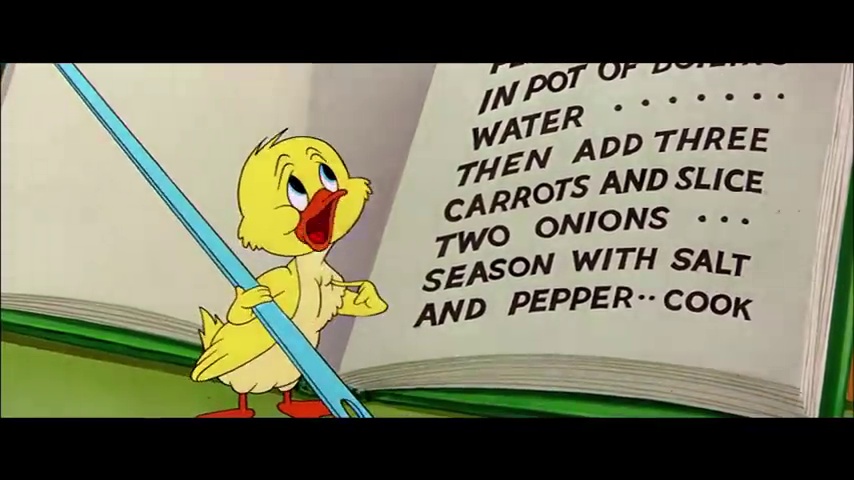 IN POT OF
WATER ........
THEN ADD THREE
CARROTS AND SLICE
TWO ONIONS ...
SEASON WITH SALT
AND PEPPER·· COOK